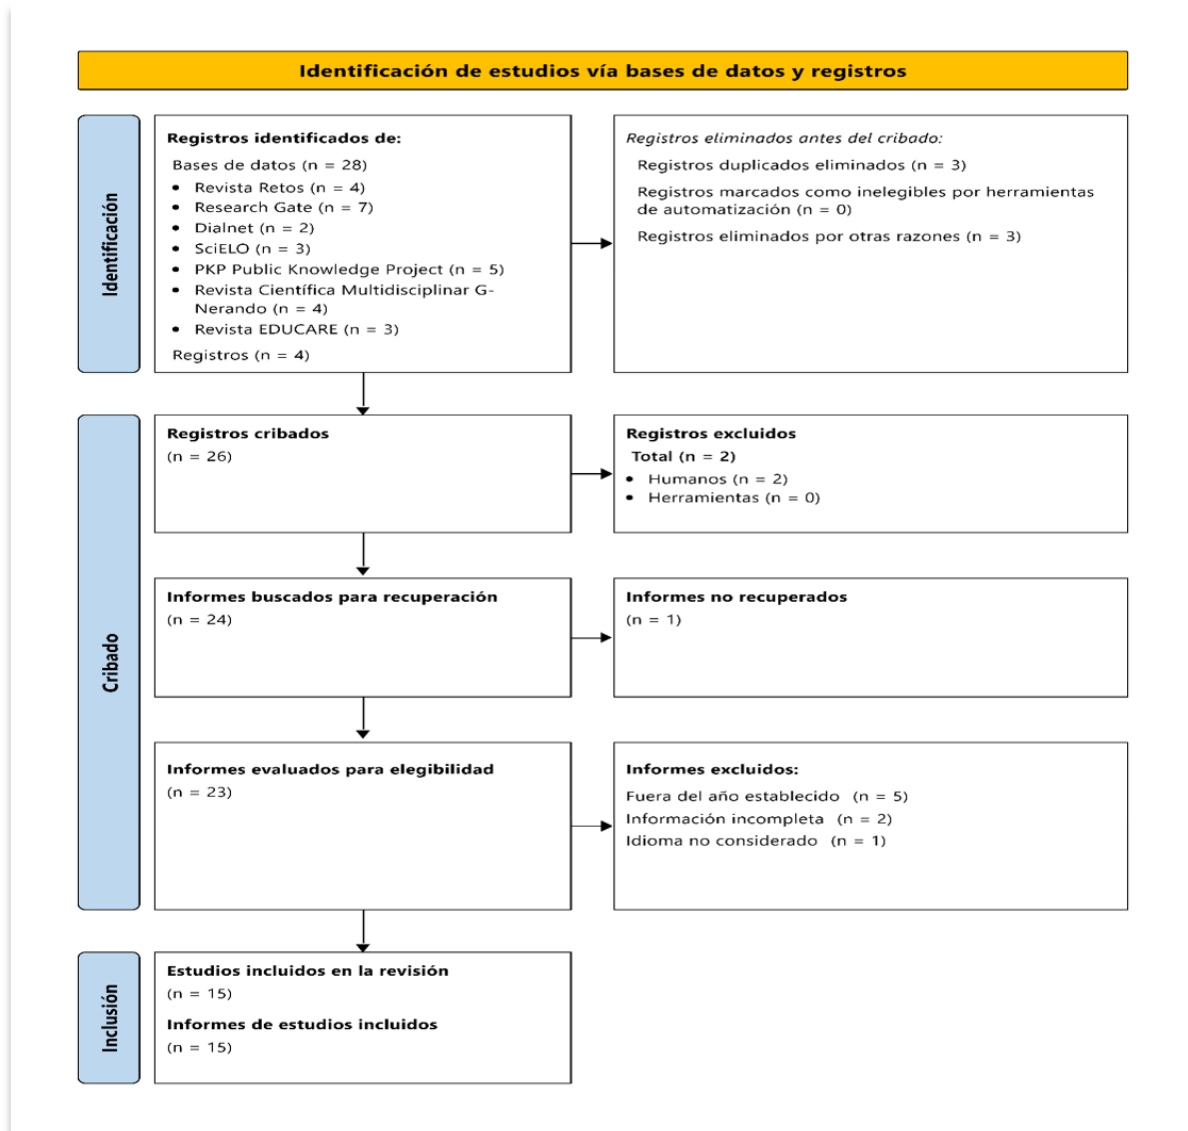 Identificación de estudios vía bases de datos y registros
Identificación
Registros identificados de:
Bases de datos (n = 28)
• Revista Retos (n = 4)
• Research Gate (n = 7)
• Dialnet (n = 2)
• SciELO (n = 3)
• PKP Public Knowledge Project (n = 5)
• Revista Científica Multidisciplinar G-
Nerando (n = 4)
• Revista EDUCARE (n = 3)
Registros (n = 4)
Registros eliminados antes del cribado:
Registros duplicados eliminados (n = 3)
Registros marcados como inelegibles por herramientas
de automatización (n = 0)
Registros eliminados por otras razones (n = 3)
Cribado
Registros cribados
(n = 26)
Registros excluidos
Total (n = 2)
• Humanos (n = 2)
• Herramientas (n = 0)
Informes buscados para recuperación
(n = 24)
Informes no recuperados
(n = 1)
Informes evaluados para elegibilidad
(n = 23)
Informes excluidos:
Fuera del año establecido (n = 5)
Información incompleta (n = 2)
Idioma no considerado (n = 1)
Inclusión
Estudios incluidos en la revisión
(n = 15)
Informes de estudios incluidos
(n = 15)